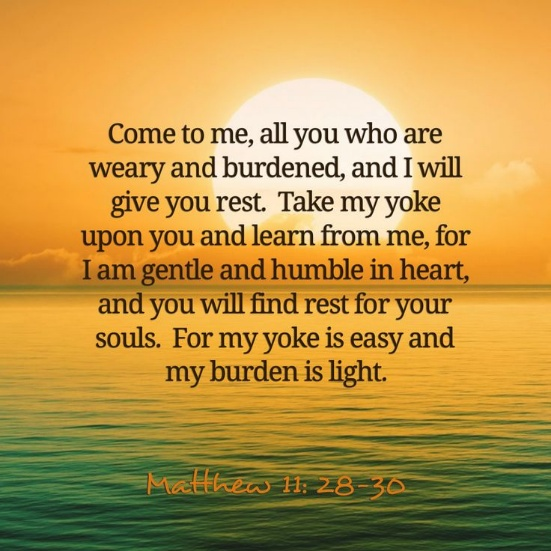 Come to me, all you who are
weary and burdened, and I will
give you rest.  Take my yoke
upon you and learn from me, for
I am gentle and humble in heart,
and you will find rest for your
souls.  For my yoke is easy and
my burden is light.
Matthew 11: 28-30